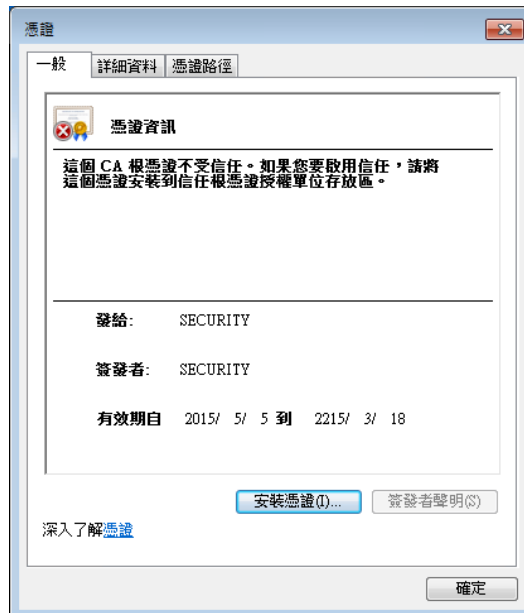 憑證
一般
詳細資料
憑證路徑
憑證資訊
這個 CA 根憑證不受信任。如果您要啟用信任，請將
這個憑證安裝到信任根憑證授權單位存放區。
發給: SECURITY
簽發者: SECURITY
有效期自 2015/ 5/ 5 到 2215/ 3/ 18
安裝憑證(I)...
簽發者聲明(S)
深入了解憑證
確定